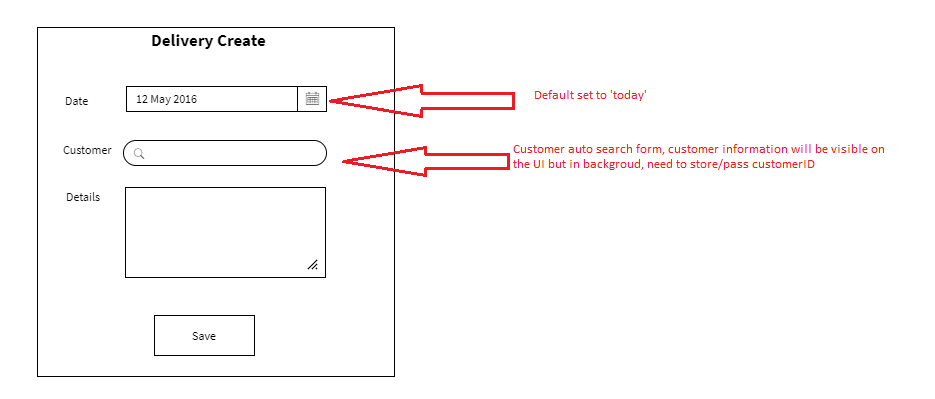 Delivery Create
Date
12 May 2016
Default set to 'today'
Customer
Customer auto search form, customer information will be visible on
the UI but in backgroud, need to store/pass customerID
Details
Save